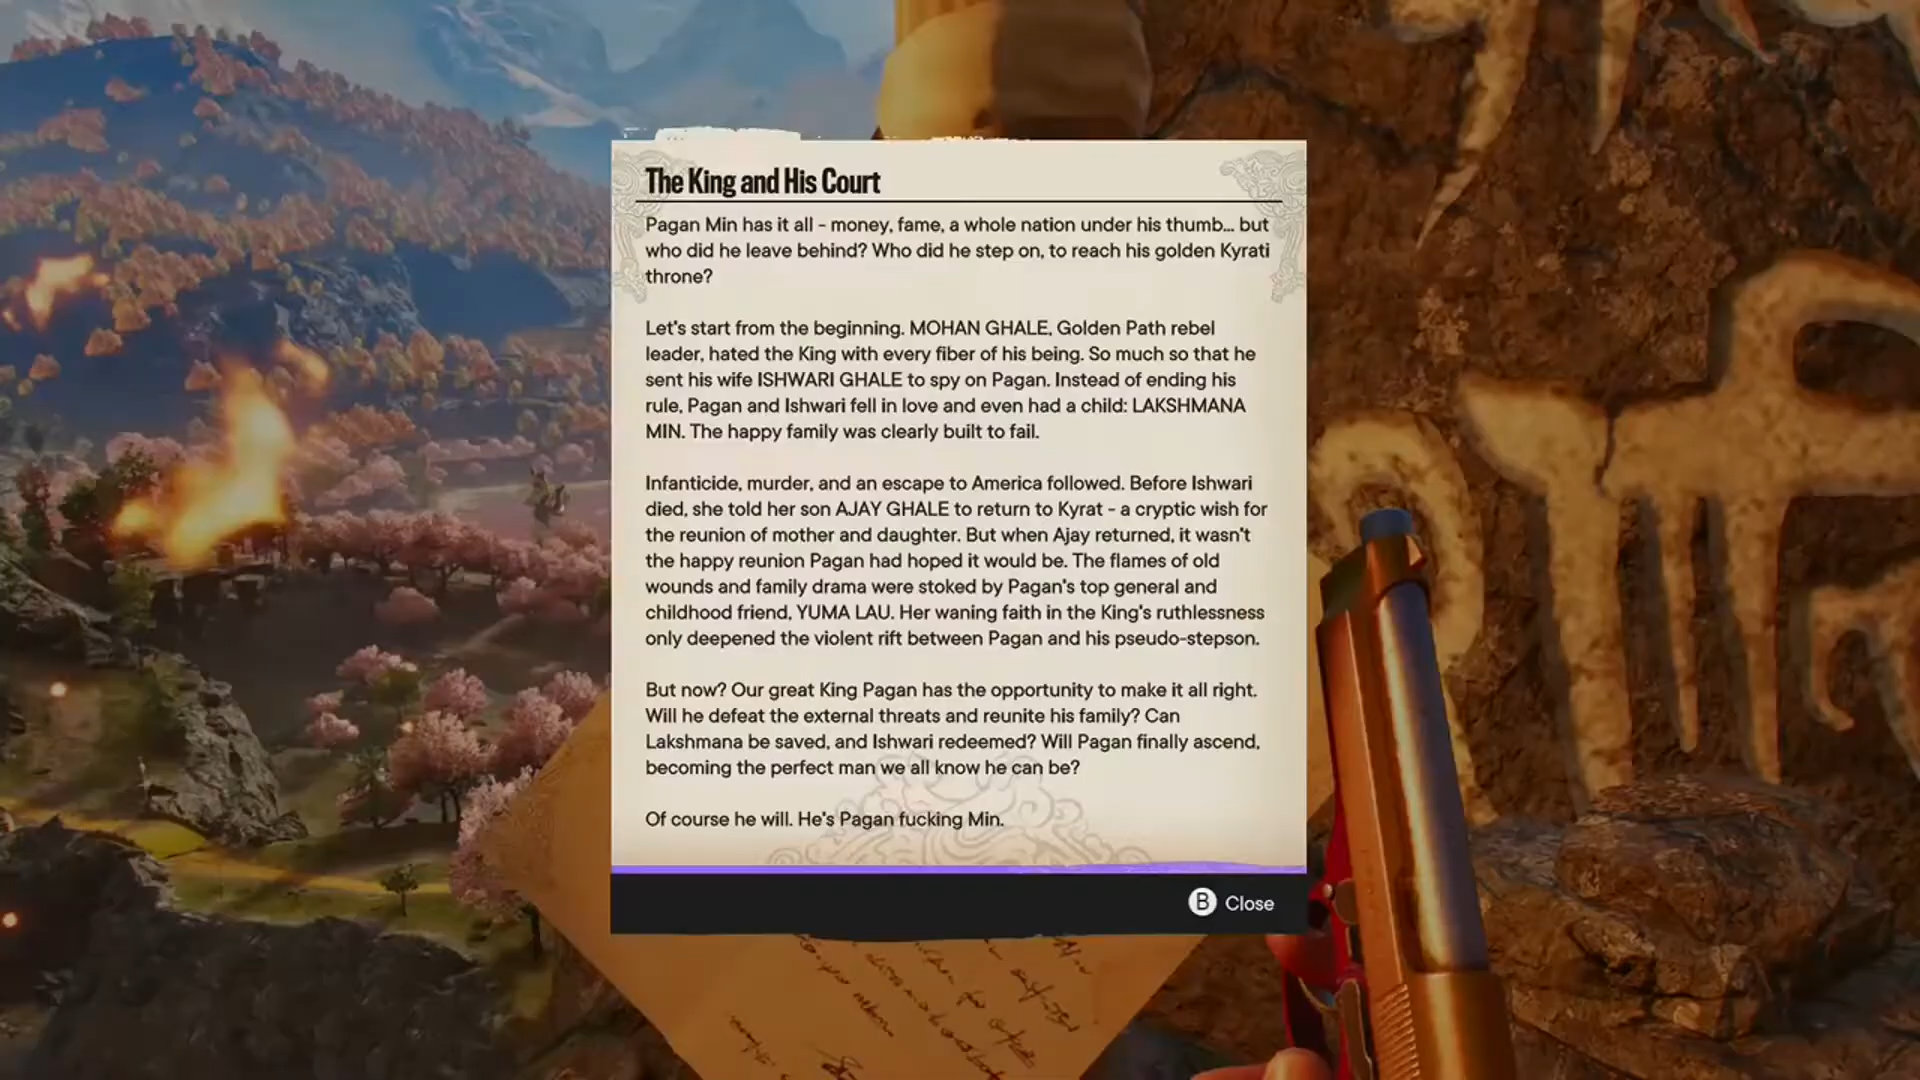 The King and His Court
Pagan Min has it all - money, fame, a whole nation under his thumb... but
who did he leave behind? Who did he step on, to reach his golden Kyrati
throne?
Let's start from the beginning. MOHAN GHALE, Golden Path rebel
leader, hated the King with every fiber of his being. So much so that he
sent his wife ISHWARI GHALE to spy on Pagan. Instead of ending his
rule, Pagan and Ishwari fell in love and even had a child: LAKSHMANA
MIN. The happy family was clearly built to fail.
Infanticide, murder, and an escape to America followed. Before Ishwari
died, she told her son AJAY GHALE to return to Kyrat - a cryptic wish for
the reunion of mother and daughter. But when Ajay returned, it wasn't
the happy reunion Pagan had hoped it would be. The flames of old
wounds and family drama were stoked by Pagan's top general and
childhood friend, YUMA LAU. Her waning faith in the King's ruthlessness
only deepened the violent rift between Pagan and his pseudo-stepson.
But now? Our great King Pagan has the opportunity to make it all right.
Will he defeat the external threats and reunite his family? Can
Lakshmana be saved, and Ishwari redeemed? Will Pagan finally ascend,
becoming the perfect man we all know he can be?
Of course he will. He's Pagan fucking Min.
B Close